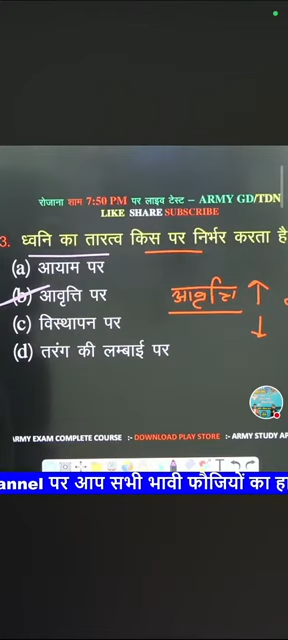 रोजाना शाम 7:50 PM पर लाइव टेस्ट – ARMY GD/TDN
LIKE SHARE SUBSCRIBE
3. ध्वनि का तारत्व किस पर निर्भर करता है
(a) आयाम पर
(b) आवृत्ति पर
आवृत्ति
(c) विस्थापन पर
(d) तरंग की लम्बाई पर
ARMY EXAM COMPLETE COURSE :- DOWNLOAD PLAY STORE :- ARMY STUDY AP
annel पर आप सभी भावी फौजियों का हा